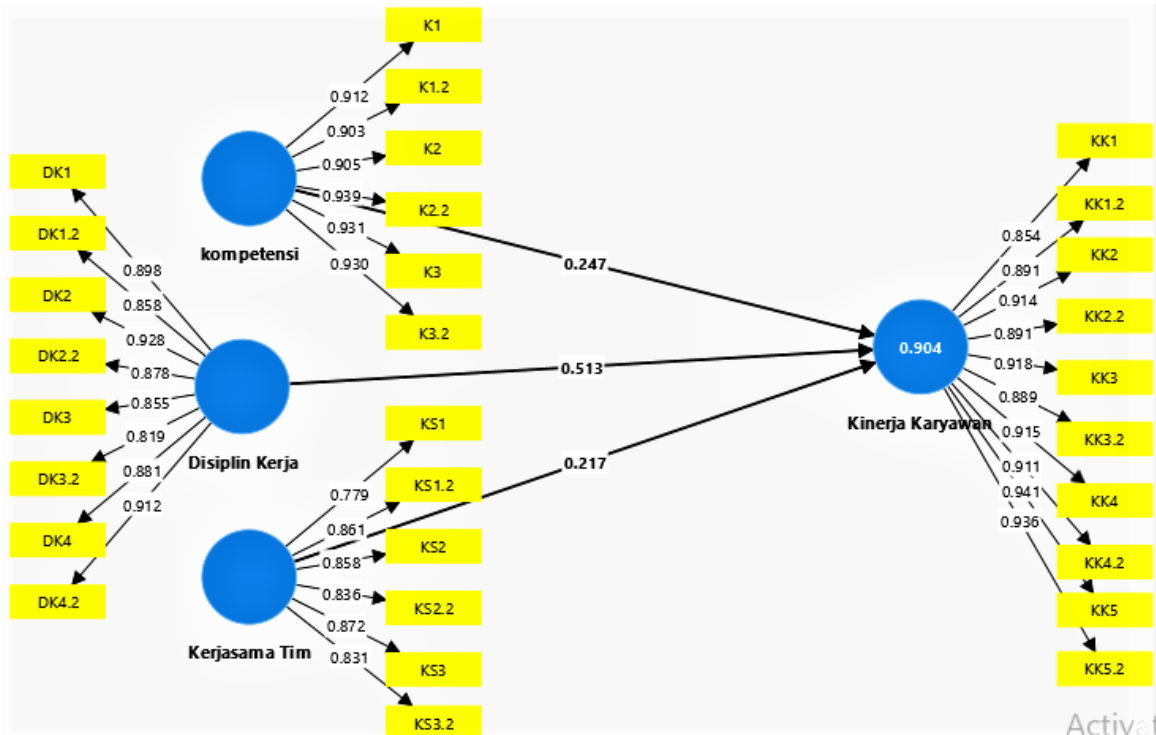 K1
K1.2
K2
K2.2
K3
K3.2
0.912
0.903
0.905
0.939
0.931
0.930
kompetensi
DK1
DK1.2
DK2
DK2.2
DK3
DK3.2
DK4
DK4.2
0.898
0.858
0.928
0.878
0.855
0.819
0.881
0.912
Disiplin Kerja
KS1
KS1.2
KS2
KS2.2
KS3
KS3.2
0.779
0.861
0.858
0.836
0.872
0.831
Kerjasama Tim
0.247
0.513
0.217
0.904
Kinerja Karyawan
0.854
0.891
0.914
0.891
0.918
0.889
0.915
0.911
0.941
0.936
KK1
KK1.2
KK2
KK2.2
KK3
KK3.2
KK4
KK4.2
KK5
KK5.2
Activat